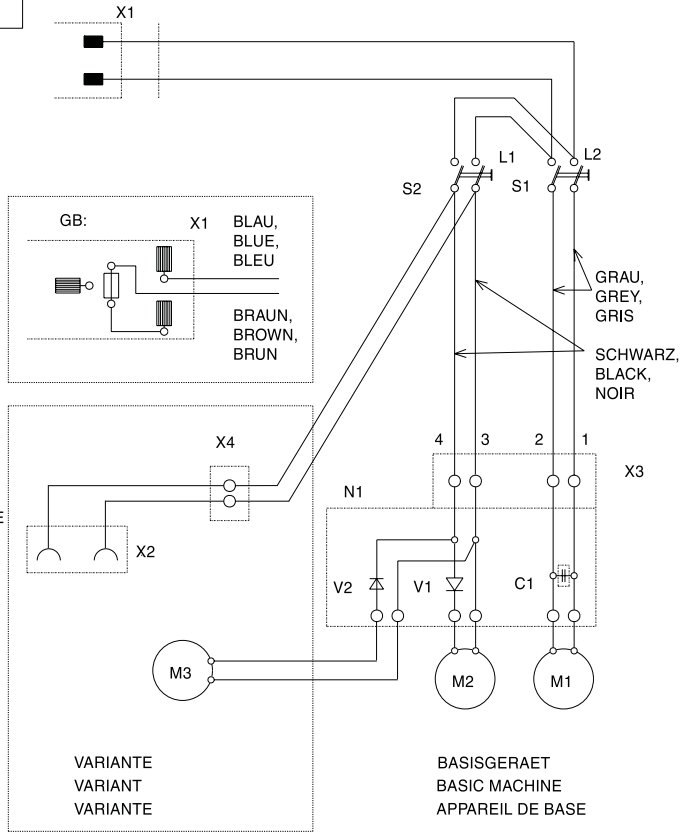 X1
L1
L2
S2
S1
GB:
X1
BLAU,
BLUE,
BLEU
BRAUN,
BROWN,
BRUN
GRAU,
GREY,
GRIS
SCHWARZ,
BLACK,
NOIR
X4
4
3
2
1
X3
N1
E
X2
V2
V1
C1
M3
M2
M1
VARIANTE
VARIANT
VARIANTE
BASISGERAET
BASIC MACHINE
APPAREIL DE BASE